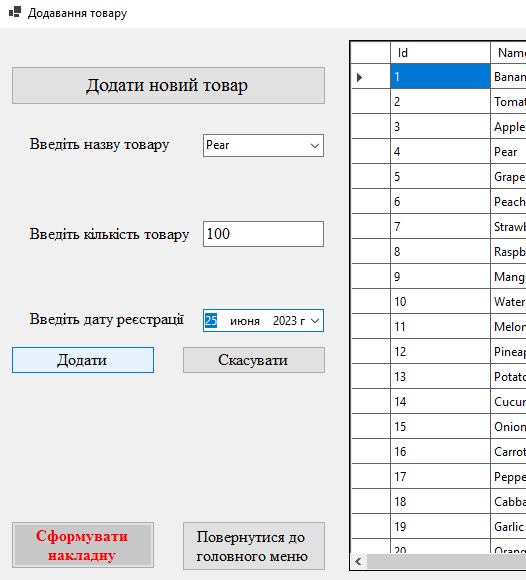 Додавання товару
Додати новий товар
Введіть назву товару
Pear
Введіть кількість товару
100
Введіть дату реєстрації
25 июня 2023 г
Додати
Скасувати
Сформувати
накладну
Повернутися до
головного меню
Id Name
1 Banan
2 Tomat
3 Apple
4 Pear
5 Grape
6 Peach
7 Strawb
8 Raspb
9 Mang
10 Water
11 Melon
12 Pineap
13 Potato
14 Cucun
15 Onion
16 Carrot
17 Peppe
18 Cabba
19 Garlic
20 Orang